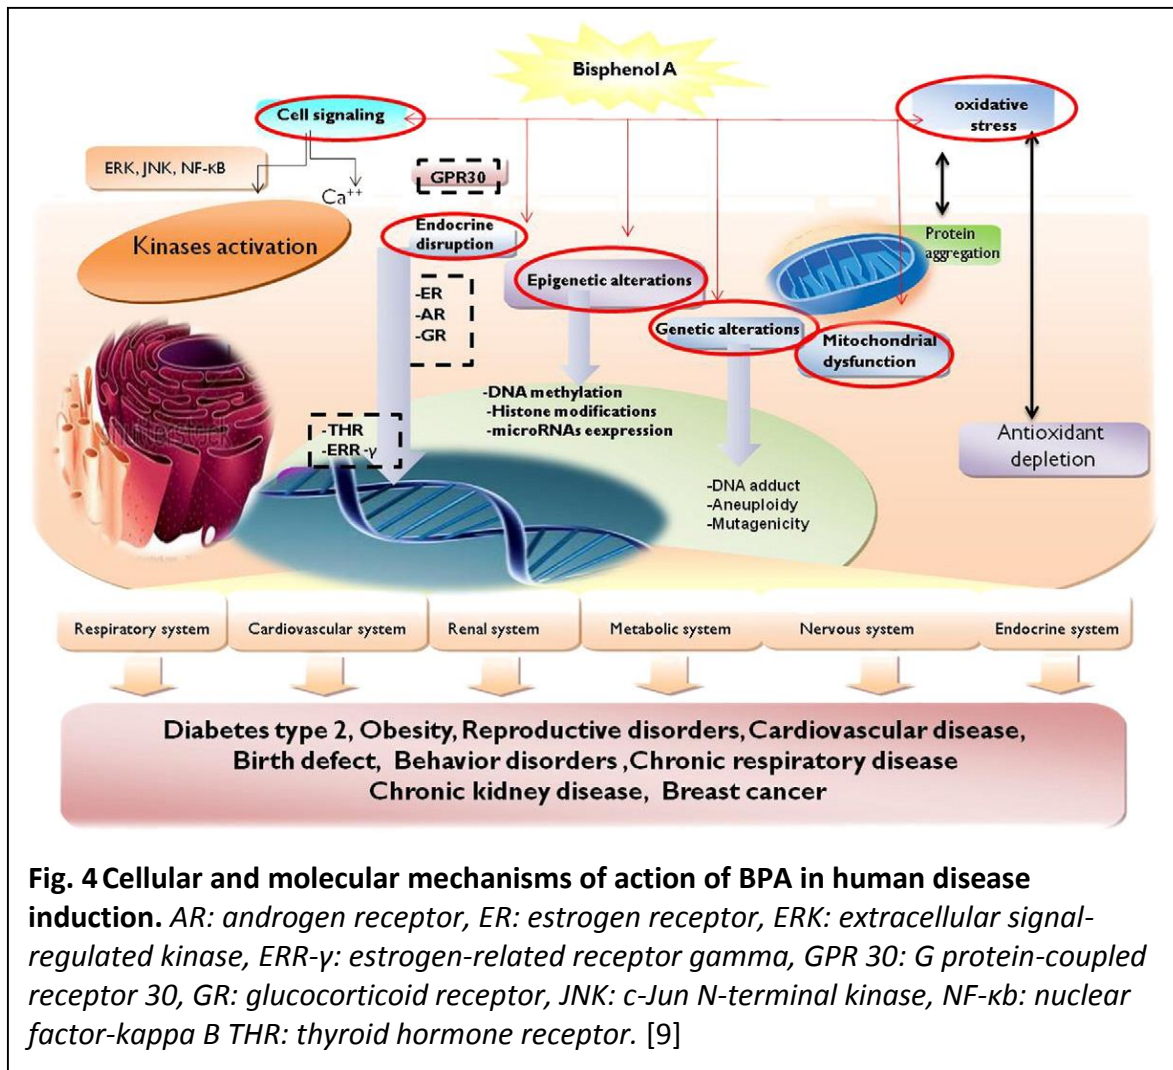 Bisphenol A
Cell signaling
oxidative
stress
ERK, JNK, NF-κB
Ca++
GPR30
Kinases activation
Endocrine
disruption
Protein
aggregation
Epigenetic alterations
-ER
-AR
-GR
Genetic alterations
Mitochondrial
dysfunction
-DNA methylation
-Histone modifications
-microRNAs eexpression
-THR
-ERR -γ
Antioxidant
depletion
-DNA adduct
-Aneuploidy
-Mutagenicity
Respiratory system
Cardiovascular system
Renal system
Metabolic system
Nervous system
Endocrine system
Diabetes type 2, Obesity, Reproductive disorders, Cardiovascular disease,
Birth defect, Behavior disorders ,Chronic respiratory disease
Chronic kidney disease, Breast cancer
Fig. 4 Cellular and molecular mechanisms of action of BPA in human disease
induction. AR: androgen receptor, ER: estrogen receptor, ERK: extracellular signal-
regulated kinase, ERR-γ: estrogen-related receptor gamma, GPR 30: G protein-coupled
receptor 30, GR: glucocorticoid receptor, JNK: c-Jun N-terminal kinase, NF-κb: nuclear
factor-kappa B THR: thyroid hormone receptor. [9]